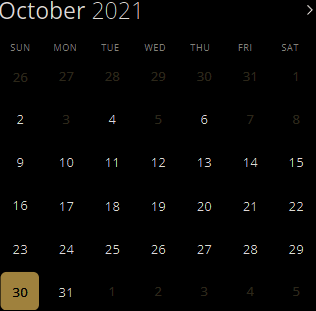 October 2021
SUN MON TUE WED THU FRI SAT
26 27 28 29 30 31 1
2 3 4 5 6 7 8
9 10 11 12 13 14 15
16 17 18 19 20 21 22
23 24 25 26 27 28 29
30 31 1 2 3 4 5